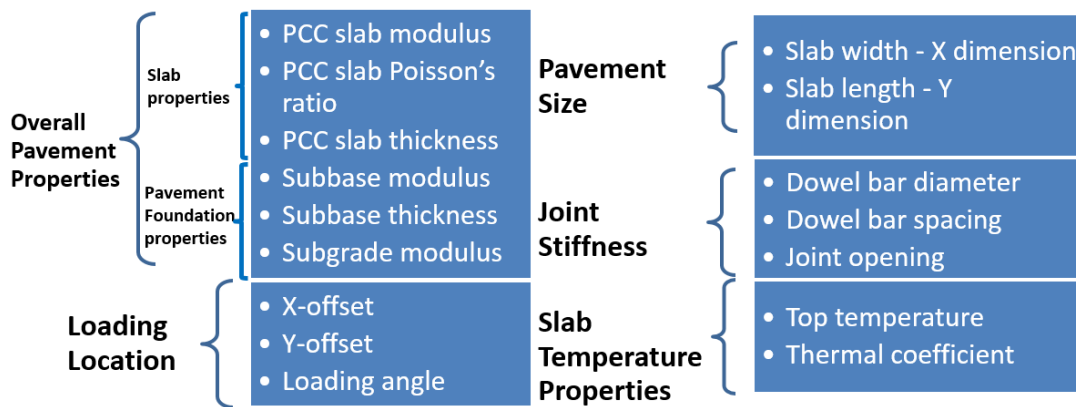 Overall
Pavement
Properties
Slab
properties
• PCC slab modulus
• PCC slab Poisson's
ratio
• PCC slab thickness
Pavement
Foundation
properties
• Subbase modulus
• Subbase thickness
• Subgrade modulus
Loading
Location
• X-offset
• Y-offset
• Loading angle
Pavement
Size
• Slab width - X dimension
• Slab length - Y
dimension
Joint
Stiffness
• Dowel bar diameter
• Dowel bar spacing
• Joint opening
Slab
Temperature
Properties
• Top temperature
• Thermal coefficient